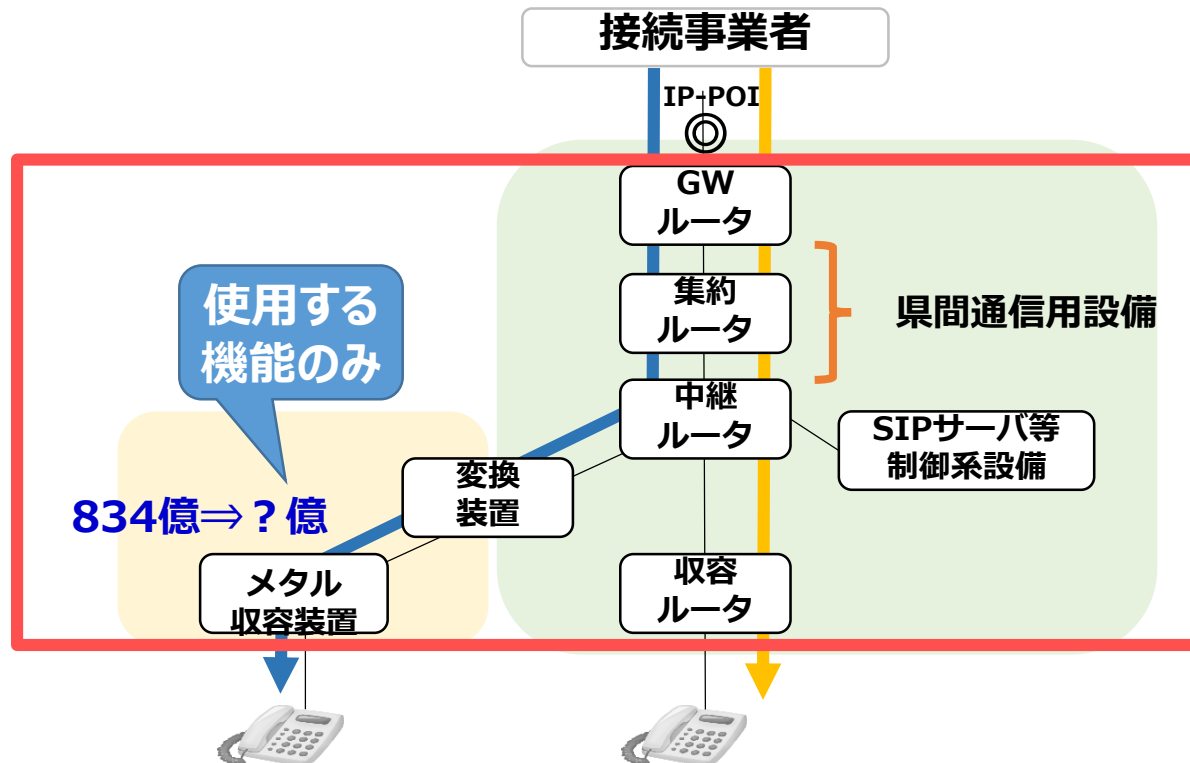 接続事業者
IP-POI
GW
ルータ
使用する
機能のみ
集約
ルータ
県間通信用設備
中継
ルータ
SIPサーバ等
制御系設備
変換
装置
834億⇒？億
メタル
収容装置
収容
ルータ